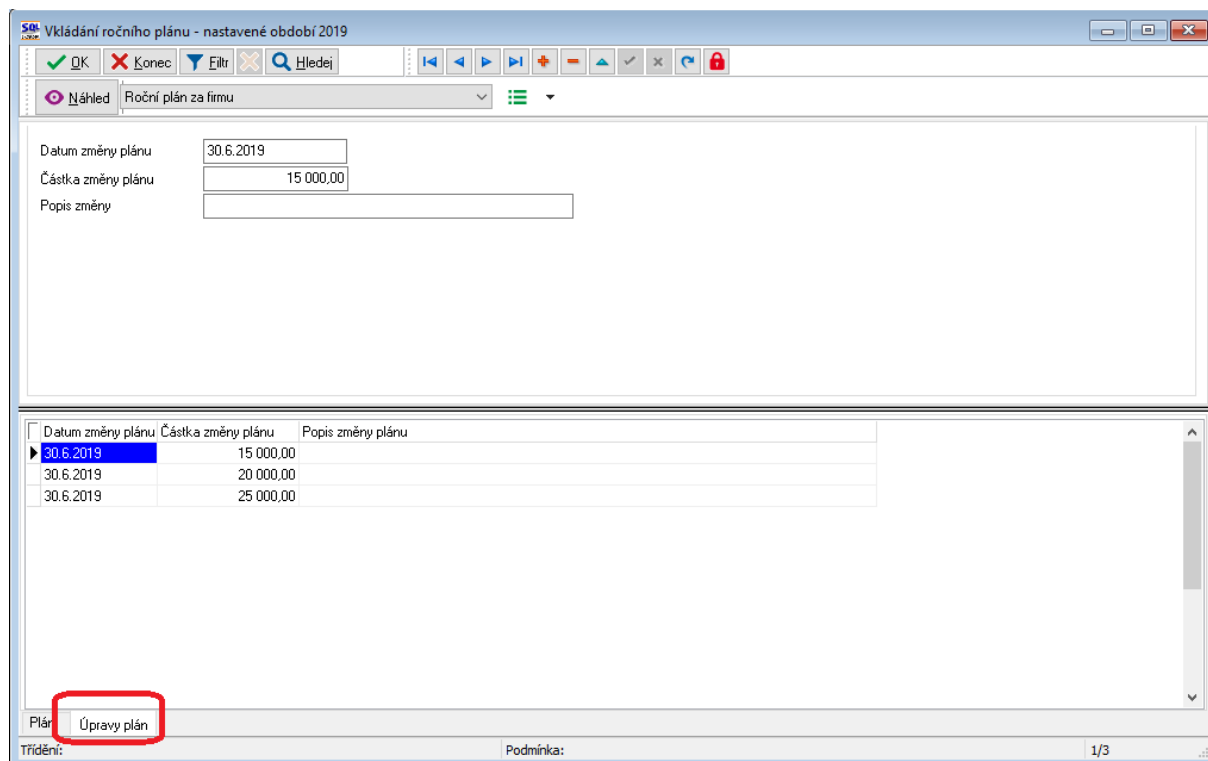 SQL Vkládání ročního plánu - nastavené období 2019
OK Konec Filtr Hledej
Náhled Roční plán za firmu
Datum změny plánu 30.6.2019
Částka změny plánu 15 000,00
Popis změny
Datum změny plánu Částka změny plánu Popis změny plánu
30.6.2019 15 000,00
30.6.2019 20 000,00
30.6.2019 25 000,00
Plán Úpravy plán
Třídění: Podmínka: 1/3